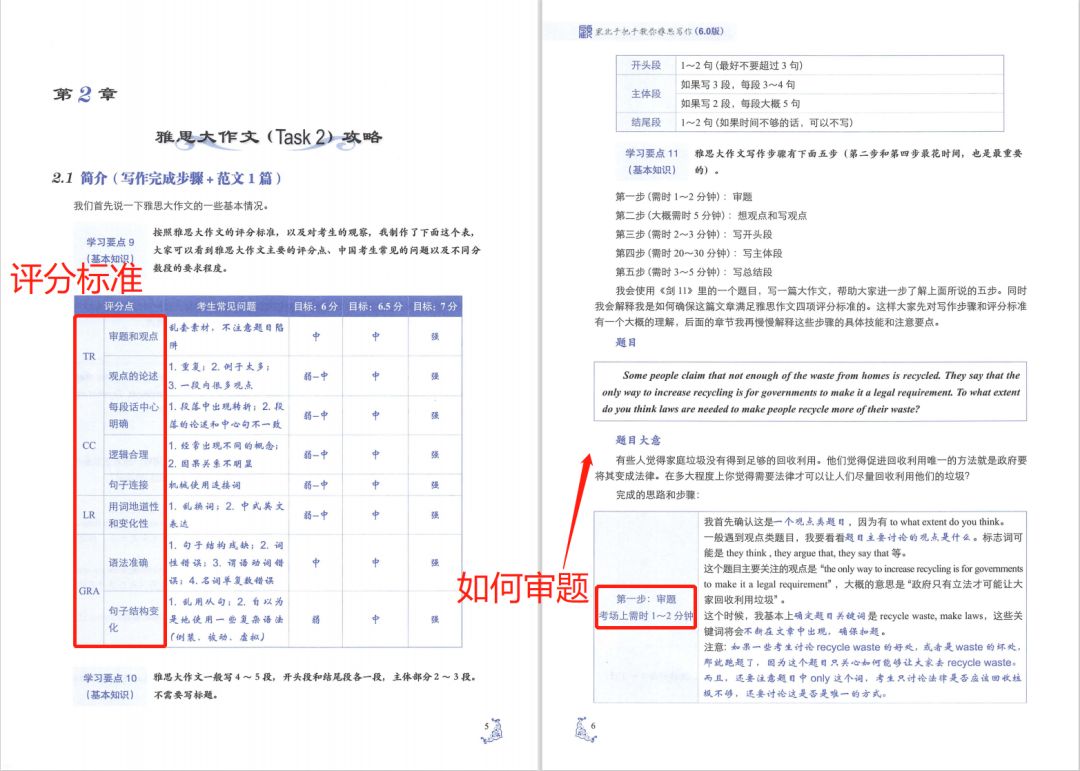 第 2 章
雅思大作文（Task 2）攻略
2.1 简介（写作完成步骤 + 范文 1 篇）
我们首先说一下雅思大作文的一些基本情况。
学习要点 9
（基本知识）
按照雅思大作文的评分标准，以及对考生的观察，我制作了下面这个表，
大家可以看到雅思大作文主要的评分点、中国考生常见的问题以及不同分
数段的要求程度。
评分标准
评分点 考生常见问题 目标：6 分 目标：6.5 分 目标：7 分
TR
审题和观点
乱套素材，不注意题目陷
阱
中 中 强
观点的论述
1. 重复；2. 例子太多；
3. 一段内很多观点
弱—中 中 强
CC
每段话中心
明确
1. 段落中出现转折；2. 段
落的论述和中心句不一致
弱—中 中 强
逻辑合理
1. 经常出现不同的概念；
2. 因果关系不明显
弱—中 中 强
句子连接 机械使用连接词 弱—中 中 强
LR
用词地道性
和变化性
1. 乱换词；2. 中式英文
表达
弱—中 中 强
GRA
语法准确
1. 句子结构残缺；2. 词
性错误；3. 谓语动词错
误；4. 名词单复数错误
中 中 强
句子结构变
化
1. 乱用从句；2. 自以为
是地使用一些复杂语法
（倒装，被动，虚拟）
弱 中 强
学习要点 10
（基本知识）
雅思大作文一般写 4 ～ 5 段，开头段和结尾段各一段，主体部分 2 ～ 3 段。
不需要写标题。
5
顾家北手把手教你雅思写作（6.0版）
开头段 1～2 句（最好不要超过 3 句）
主体段
如果写 3 段，每段 3～4 句
如果写 2 段，每段大概 5 句
结尾段 1～2 句（如果时间不够的话，可以不写）
学习要点 11
（基本知识）
雅思大作文写作步骤有下面五步（第二步和第四步最花时间，也是最重要
的）。
第一步（需时 1～2 分钟）：审题
第二步（大概需时 5 分钟）：想观点和写观点
第三步（需时 2～3 分钟）：写开头段
第四步（需时 20～30 分钟）：写主体段
第五步（需时 3～5 分钟）：写总结段
我会使用《剑 11》里的一个题目，写一篇大作文，帮助大家进一步了解上面所说的五步。同时
我会解释我是如何确保这篇文章满足雅思作文四项评分标准的。这样大家先对写作步骤和评分标准
有一个大概的理解，后面的章节我再慢慢解释这些步骤的具体技能和注意要点。
题目
Some people claim that not enough of the waste from homes is recycled. They say that the
only way to increase recycling is for governments to make it a legal requirement. To what extent
do you think laws are needed to make people recycle more of their waste?
题目大意
有些人觉得家庭垃圾没有得到足够的回收利用。他们觉得促进回收利用唯一的方法就是政府要
将其变成法律。在多大程度上你觉得需要法律才可以让人们尽量回收利用他们的垃圾？
完成的思路和步骤：
如何审题
第一步：审题
考场上需时 1～2 分钟
我首先确认这是一个观点类题目，因为有 to what extent do you think。
一般遇到观点类题目，我要看看题目主要讨论的观点是什么。标志词可
能是 they think , they argue that, they say that 等。
这个题目主要关注的观点是 “the only way to increase recycling is for governments
to make it a legal requirement”，大概的意思是“政府只有立法才可能让大
家回收利用垃圾”。
这个时候，我基本上确定题目关键词是 recycle waste, make laws，这些关
键词将会不断在文章中出现，确保扣题。
注意：如果一些考生讨论 recycle waste 的好处，或者是 waste 的坏处，
那就跑题了，因为这个题目只关心如何能够让大家去 recycle waste。
而且，还要注意题目中 only 这个词，考生只讨论法律是否应该回收垃
圾不够，还要讨论这是否是唯一的方式。
6